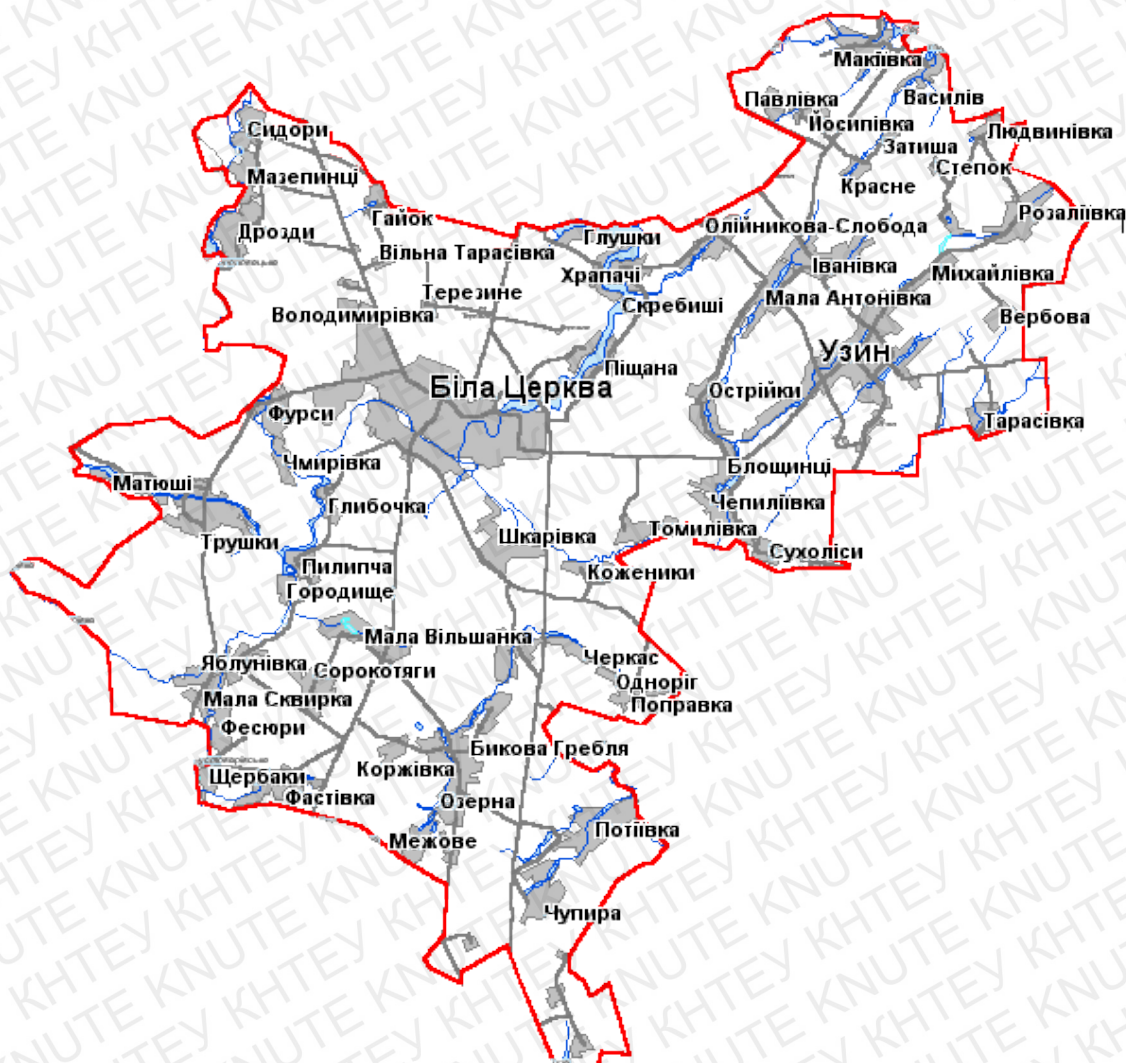 Макіївка
Василів
Павлівка
Йосипівка
Людвинівка
Сидори
Затиша
Степок
Мазепинці
Красне
Гайок
Розаліївка
Дрозди
Глушки
Олійникова-Слобода
Вільна Тарасівка
Храпачі
Іванівка
Михайлівка
Терезине
Скребиші
Мала Антонівка
Володимирівка
Вербова
Узин
Піщана
Біла Церква
Острійки
Фурси
Тарасівка
Чмирівка
Блощинці
Матюші
Чепиліївка
Глибочка
Трушки
Шкарівка
Томилівка
Сухоліси
Пилипча
Коженики
Городище
Мала Вільшанка
Яблунівка
Черкас
Сорокотяги
Одноріг
Мала Сквирка
Поправка
Фесюри
Бикова Гребля
Коржівка
Щербаки
Фастівка
Озерна
Потіївка
Межове
Чупира
KNUTE КНТЕУ